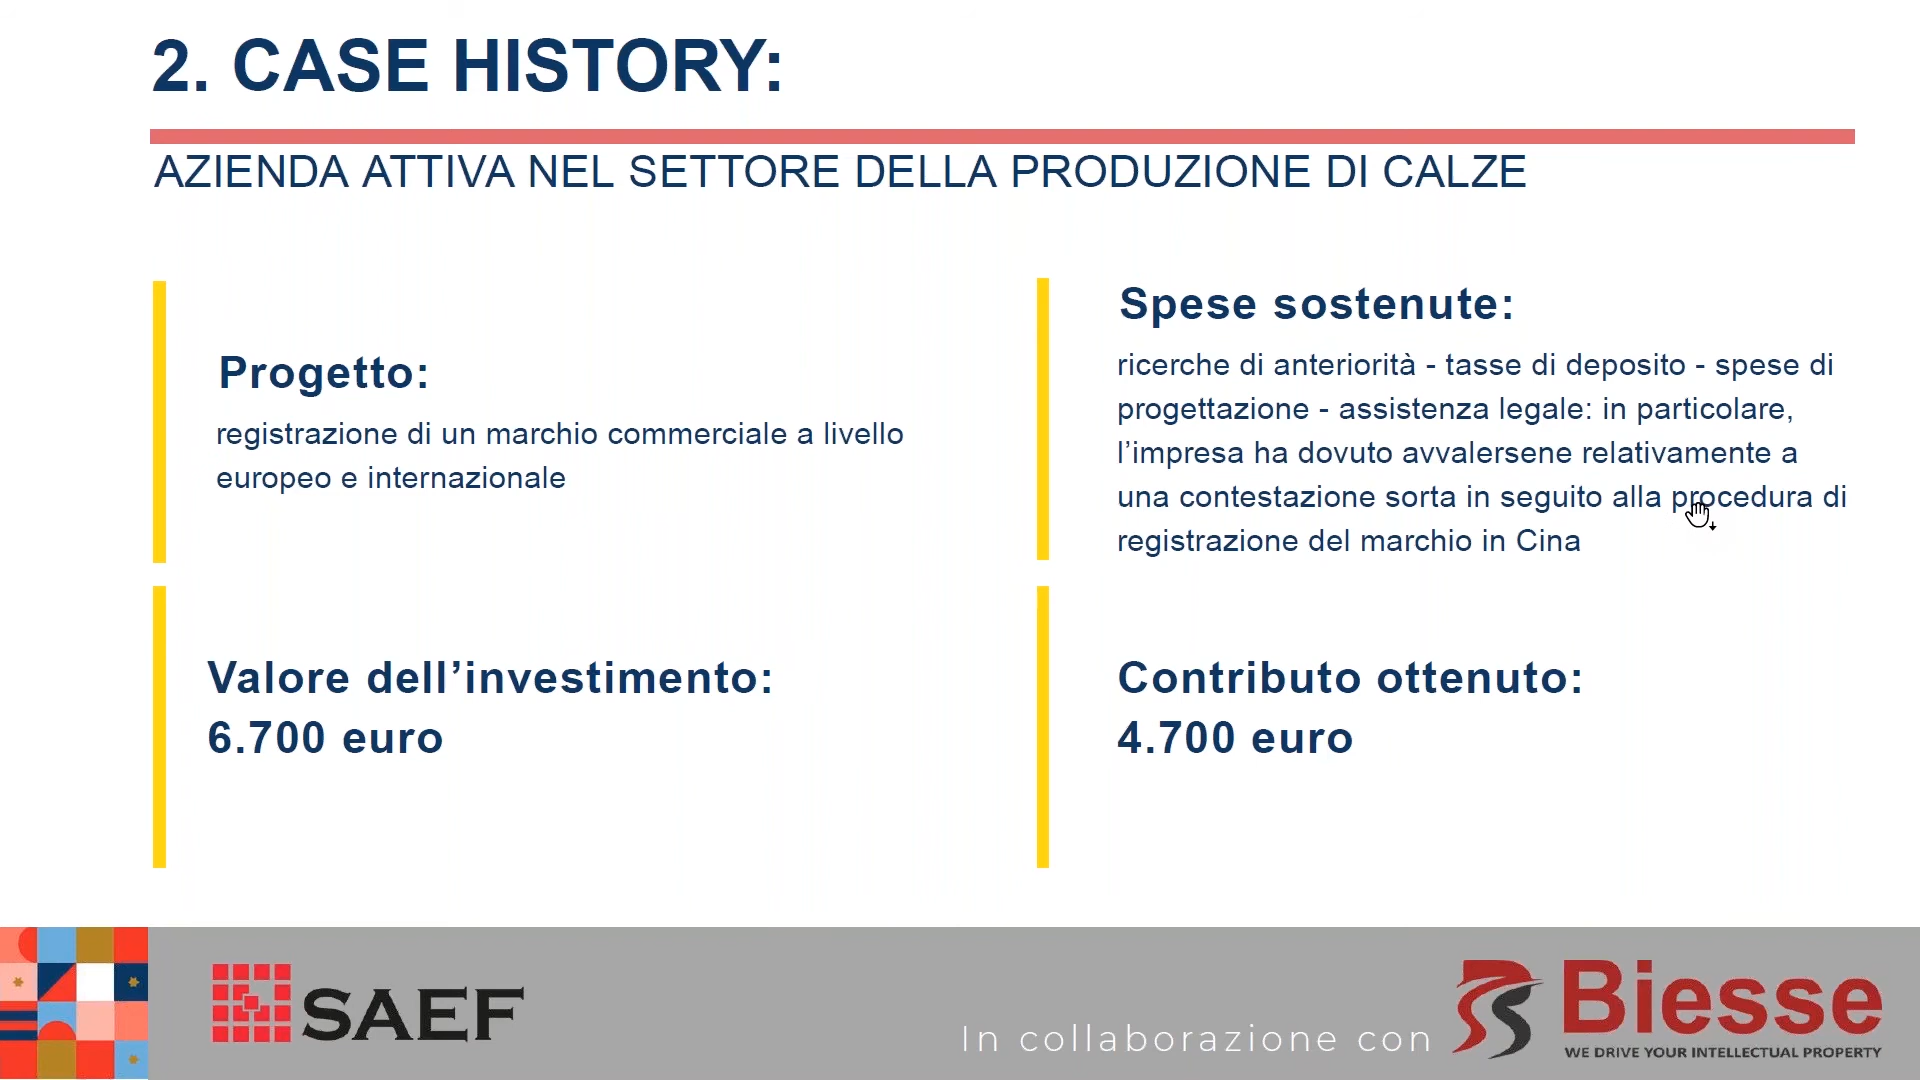 2. CASE HISTORY:
AZIENDA ATTIVA NEL SETTORE DELLA PRODUZIONE DI CALZE
Progetto:
registrazione di un marchio commerciale a livello
europeo e internazionale
Spese sostenute:
ricerche di anteriorità - tasse di deposito - spese di
progettazione - assistenza legale: in particolare,
l’impresa ha dovuto avvalersene relativamente a
una contestazione sorta in seguito alla procedura di
registrazione del marchio in Cina
Valore dell’investimento:
6.700 euro
Contributo ottenuto:
4.700 euro
SAEF
In collaborazione con
Biesse
WE DRIVE YOUR INTELLECTUAL PROPERTY